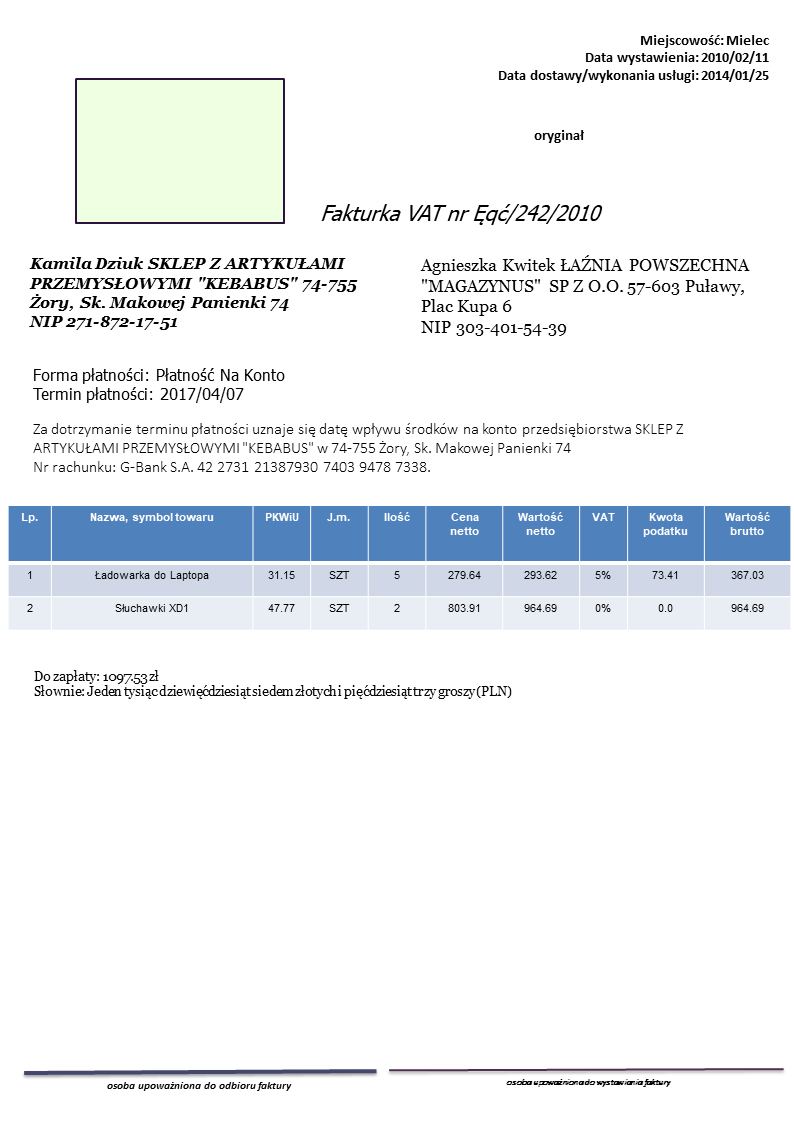 Miejscowość: Mielec
Data wystawienia: 2010/02/11
Data dostawy/wykonania usługi: 2014/01/25
oryginał
Fakturka VAT nr Ęqć/242/2010
Kamila Dziuk SKLEP Z ARTYKUŁAMI
PRZEMYSŁOWYMI "KEBABUS" 74-755
Żory, Sk. Makowej Panienki 74
NIP 271-872-17-51
Agnieszka Kwitek ŁAŹNIA POWSZECHNA
"MAGAZYNUS" SP Z O.O. 57-603 Puławy,
Plac Kupa 6
NIP 303-401-54-39
Forma płatności: Płatność Na Konto
Termin płatności: 2017/04/07
Za dotrzymanie terminu płatności uznaje się datę wpływu środków na konto przedsiębiorstwa SKLEP Z
ARTYKUŁAMI PRZEMYSŁOWYMI "KEBABUS" w 74-755 Żory, Sk. Makowej Panienki 74
Nr rachunku: G-Bank S.A. 42 2731 21387930 7403 9478 7338.
Lp. Nazwa, symbol towaru PKWiU J.m. Ilość Cena netto Wartość netto VAT Kwota podatku Wartość brutto
1 Ładowarka do Laptopa 31.15 SZT 5 279.64 293.62 5% 73.41 367.03
2 Słuchawki XD1 47.77 SZT 2 803.91 964.69 0% 0.0 964.69
Do zapłaty: 1097.53 zł
Słownie: Jeden tysiąc dziewięćdziesiąt siedem złotych i pięćdziesiąt trzy groszy (PLN)
osoba upoważniona do odbioru faktury
osoba upoważniona do wystawiania faktury